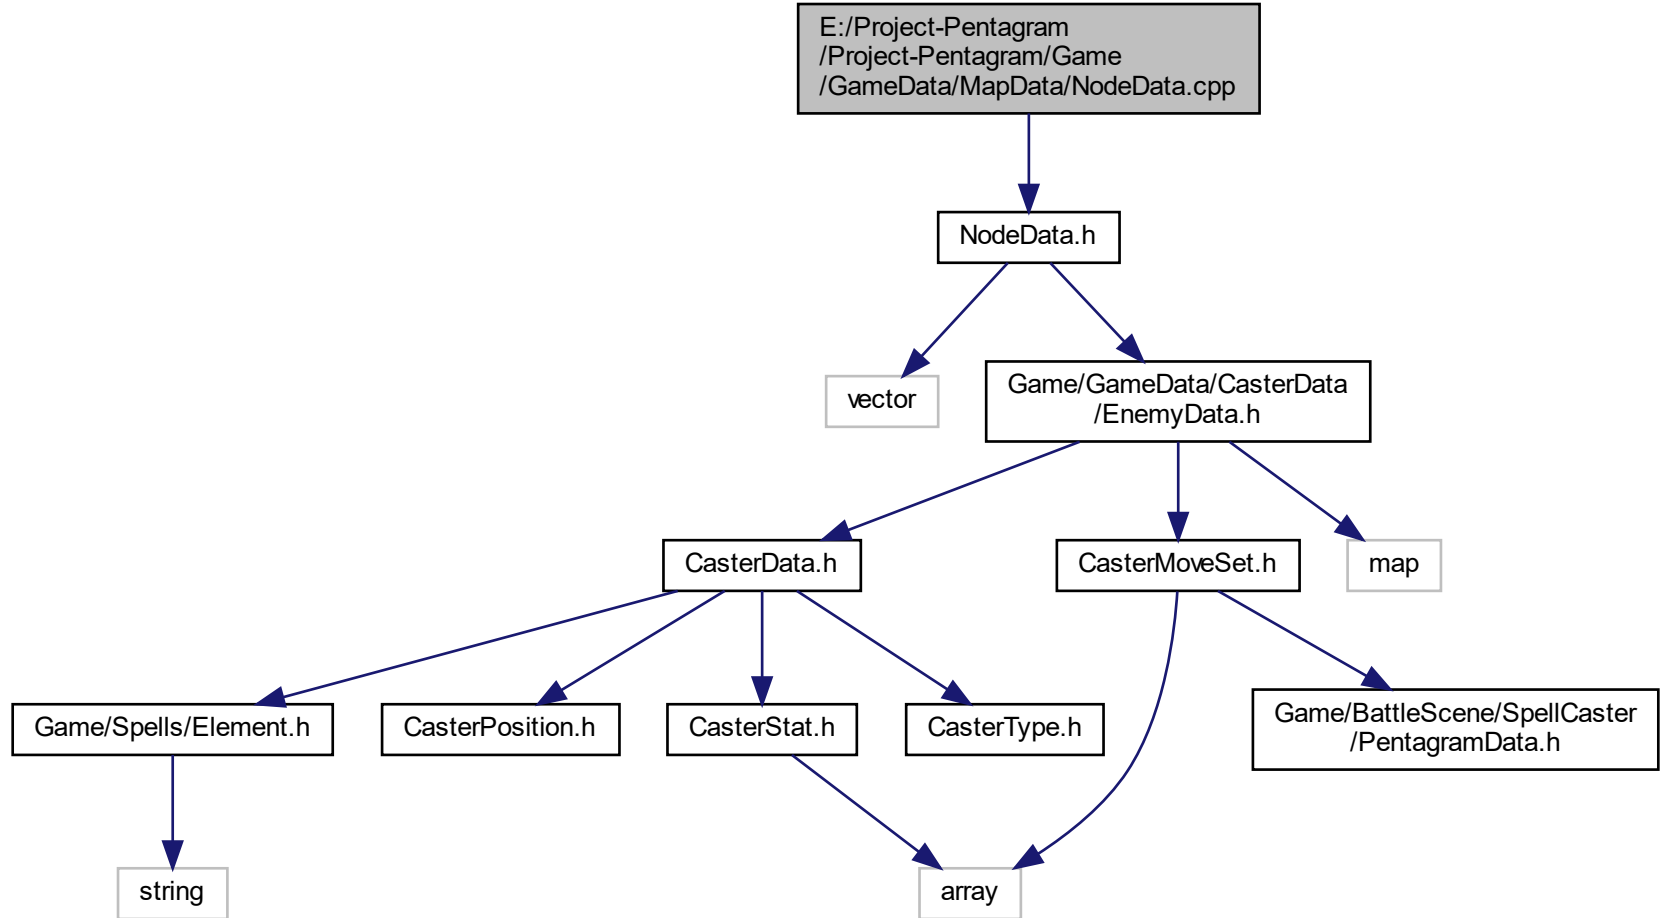 E:/Project-Pentagram
/Project-Pentagram/Game
/GameData/MapData/NodeData.cpp
NodeData.h
vector
Game/GameData/CasterData
/EnemyData.h
CasterData.h
CasterMoveSet.h
map
Game/Spells/Element.h
CasterPosition.h
CasterStat.h
CasterType.h
Game/BattleScene/SpellCaster
/PentagramData.h
string
array